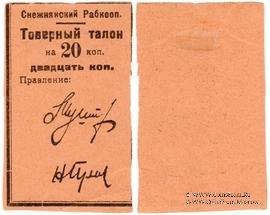 Снежнянский Рабкооп.
Товарный талон
на 20 коп.
двадцать коп.
Правление: